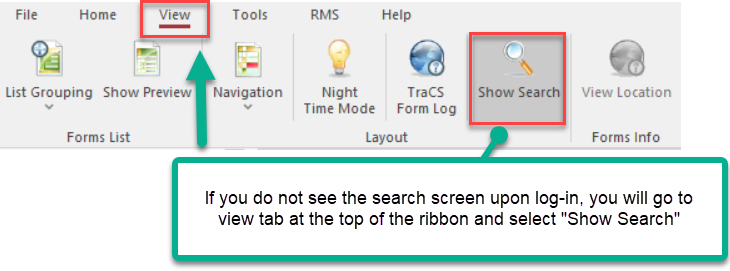 File Home View Tools RMS Help
List Grouping Show Preview Navigation Night Time Mode TraCS Form Log Show Search View Location
Forms List Layout Forms Info
If you do not see the search screen upon log-in, you will go to
view tab at the top of the ribbon and select "Show Search"